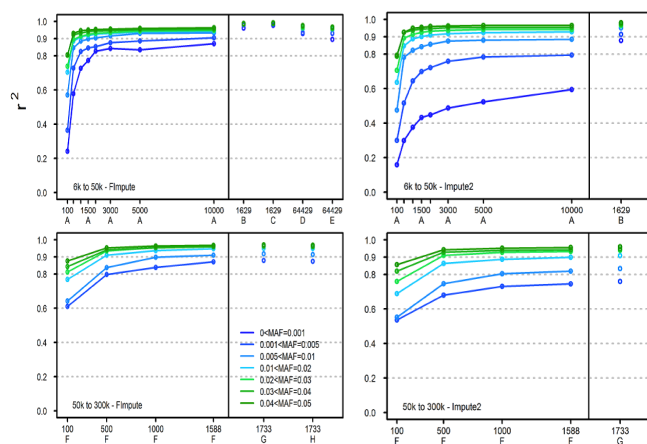 r²
1.0
0.8
0.6
0.4
0.2
0.0
6k to 50k - FImpute
100 1500 3000 5000 10000 1629 1629 64429 64429
A A A A A B C D E
1.0
0.8
0.6
0.4
0.2
0.0
6k to 50k - Impute2
100 1500 3000 5000 10000 1629
A A A A A B
1.0
0.9
0.8
0.6
0.4
0.2
0.0
50k to 300k - FImpute
0<MAF=0.001
0.001<MAF=0.005
0.005<MAF=0.01
0.01<MAF=0.02
0.02<MAF=0.03
0.03<MAF=0.04
0.04<MAF=0.05
100 500 1000 1588 1733 1733
F F F F G H
1.0
0.9
0.8
0.6
0.4
0.2
0.0
50k to 300k - Impute2
100 500 1000 1588 1733
F F F F G